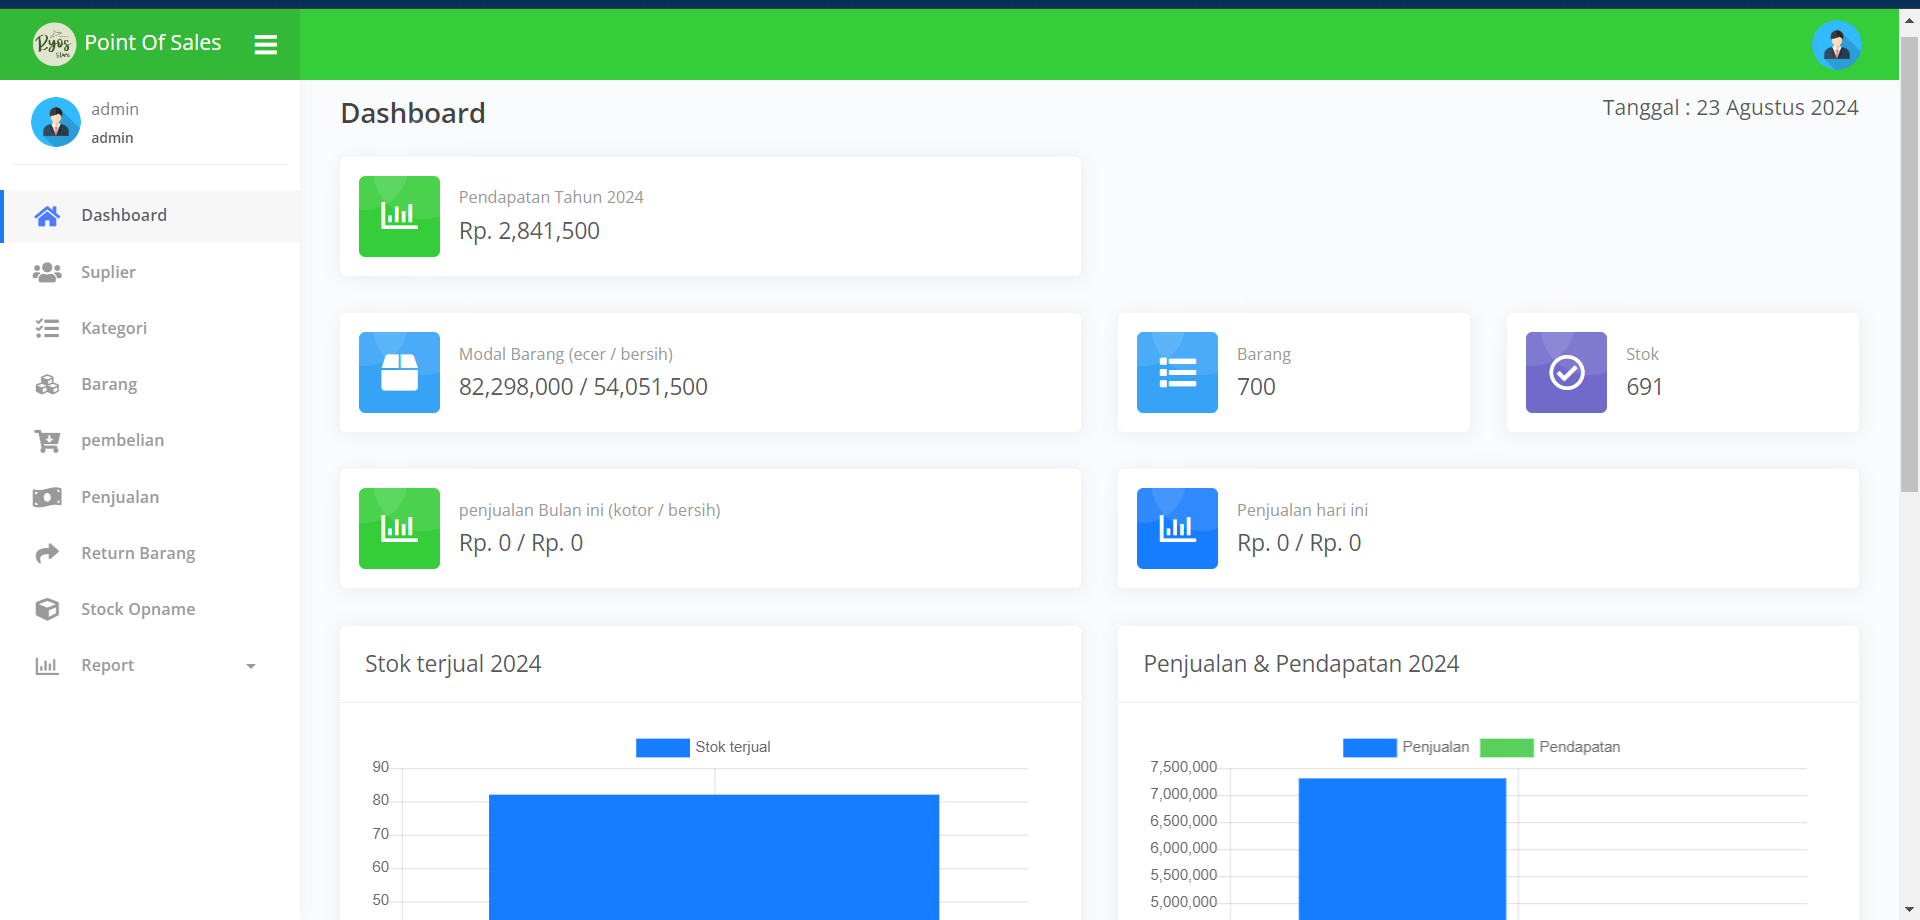 Ryos
Store
Point Of Sales
admin
admin
Dashboard
Suplier
Kategori
Barang
pembelian
Penjualan
Return Barang
Stock Opname
Report
Dashboard
Tanggal : 23 Agustus 2024
Pendapatan Tahun 2024
Rp. 2,841,500
Modal Barang (ecer / bersih)
82,298,000 / 54,051,500
Barang
700
Stok
691
penjualan Bulan ini (kotor / bersih)
Rp. 0 / Rp. 0
Penjualan hari ini
Rp. 0 / Rp. 0
Stok terjual 2024
Stok terjual
90
80
70
60
50
Penjualan & Pendapatan 2024
Penjualan
Pendapatan
7,500,000
7,000,000
6,500,000
6,000,000
5,500,000
5,000,000